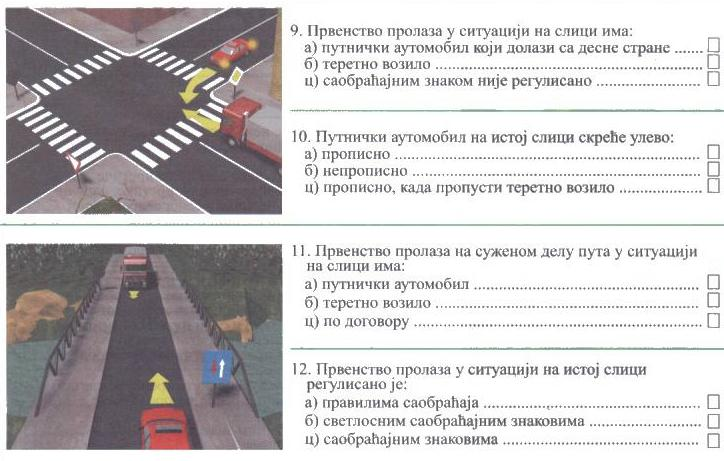 9. Првенство пролаза у ситуацији на слици има:
а) путнички аутомобил који долази са десне стране ......
б) теретно возило ......
ц) саобраћајним знаком није регулисано ......
10. Путнички аутомобил на истој слици скреће улево:
а) прописно ......
б) непрописно ......
ц) прописно, када пропусти теретно возило ......
11. Првенство пролаза на суженом делу пута у ситуацији
на слици има:
а) путнички аутомобил ......
б) теретно возило ......
ц) по договору ......
12. Првенство пролаза у ситуацији на истој слици
регулисано је:
а) правилима саобраћаја ......
б) светлосним саобраћајним знаковима ......
ц) саобраћајним знаковима ......